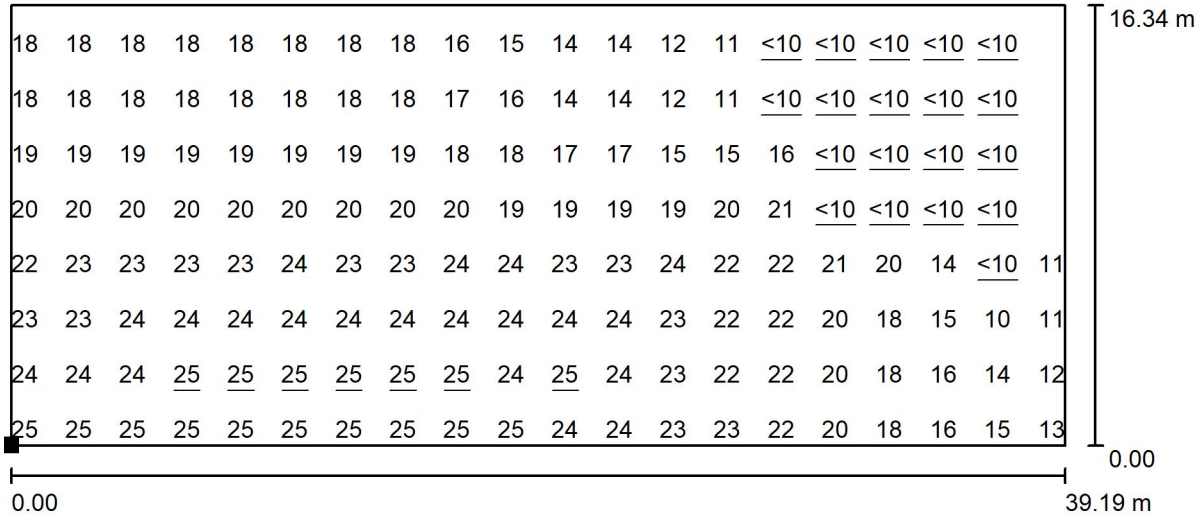 18 18 18 18 18 18 18 18 16 15 14 14 12 11 <10 <10 <10 <10 <10
18 18 18 18 18 18 18 18 17 16 14 14 12 11 <10 <10 <10 <10 <10
19 19 19 19 19 19 19 19 18 18 17 17 15 15 16 <10 <10 <10 <10
20 20 20 20 20 20 20 20 20 19 19 19 19 20 21 <10 <10 <10 <10
22 23 23 23 23 24 23 23 24 24 23 23 24 22 22 21 20 14 <10 11
23 23 24 24 24 24 24 24 24 24 24 24 23 22 22 20 18 15 10 11
24 24 24 25 25 25 25 25 25 24 25 24 23 22 22 20 18 16 14 12
25 25 25 25 25 25 25 25 25 25 24 24 23 23 22 20 18 16 15 13
16.34 m
0.00
0.00
39.19 m